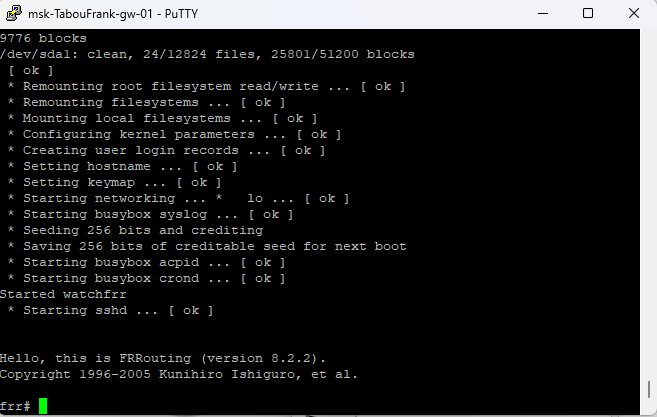 msk-TabouFrank-gw-01 - PuTTY
9776 blocks
/dev/sda1: clean, 24/12824 files, 25801/51200 blocks
 [ ok ]
 * Remounting root filesystem read/write ... [ ok ]
 * Remounting filesystems ... [ ok ]
 * Mounting local filesystems ... [ ok ]
 * Configuring kernel parameters ... [ ok ]
 * Creating user login records ... [ ok ]
 * Setting hostname ... [ ok ]
 * Setting keymap ... [ ok ]
 * Starting networking ... *   lo ... [ ok ]
 * Starting busybox syslog ... [ ok ]
 * Seeding 256 bits and crediting
 * Saving 256 bits of creditable seed for next boot
 * Starting busybox acpid ... [ ok ]
 * Starting busybox crond ... [ ok ]
Started watchfrr
 * Starting sshd ... [ ok ]
Hello, this is FRRouting (version 8.2.2).
Copyright 1996-2005 Kunihiro Ishiguro, et al.
frr#